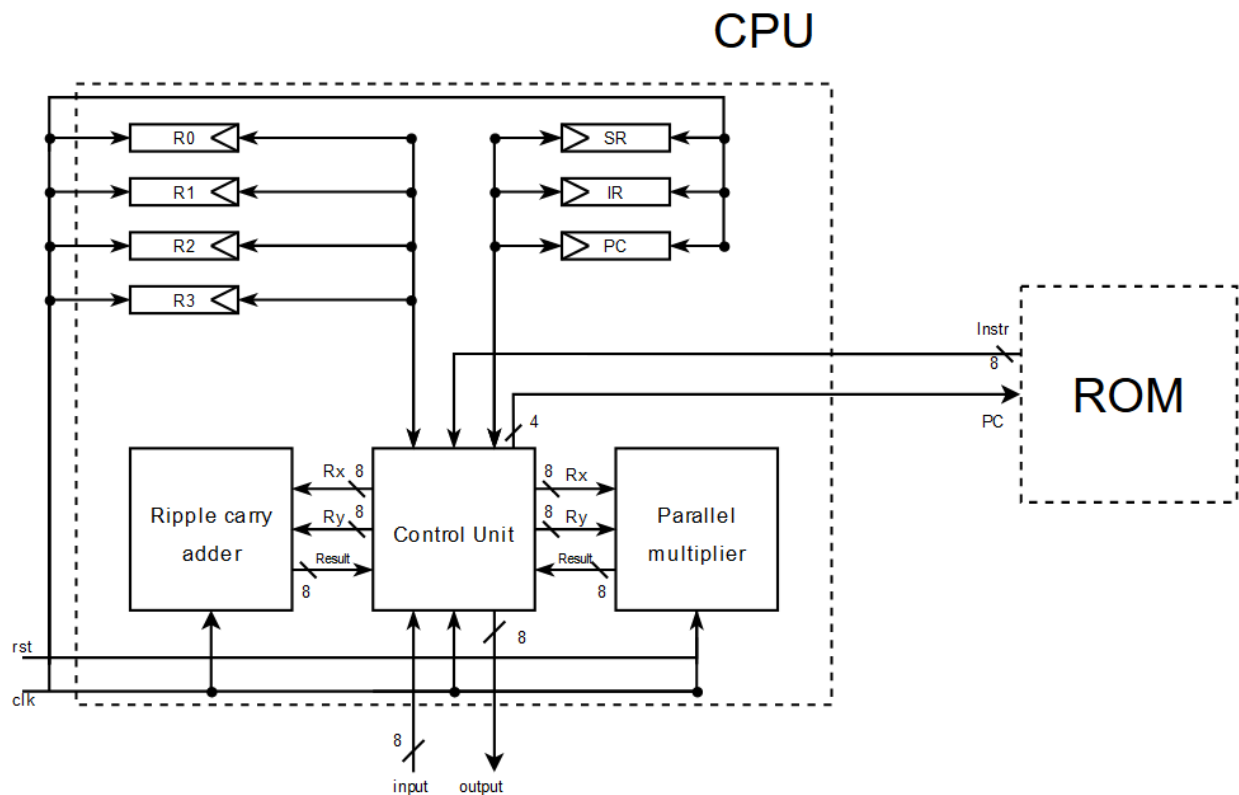 CPU
R0
SR
R1
IR
R2
PC
R3
Instr
8
ROM
4
PC
Rx 8
8 Rx
Ripple carry
adder
Ry 8
Control Unit
8 Ry
Parallel
multiplier
Result
8
Result
8
rst
8
clk
8
input
output